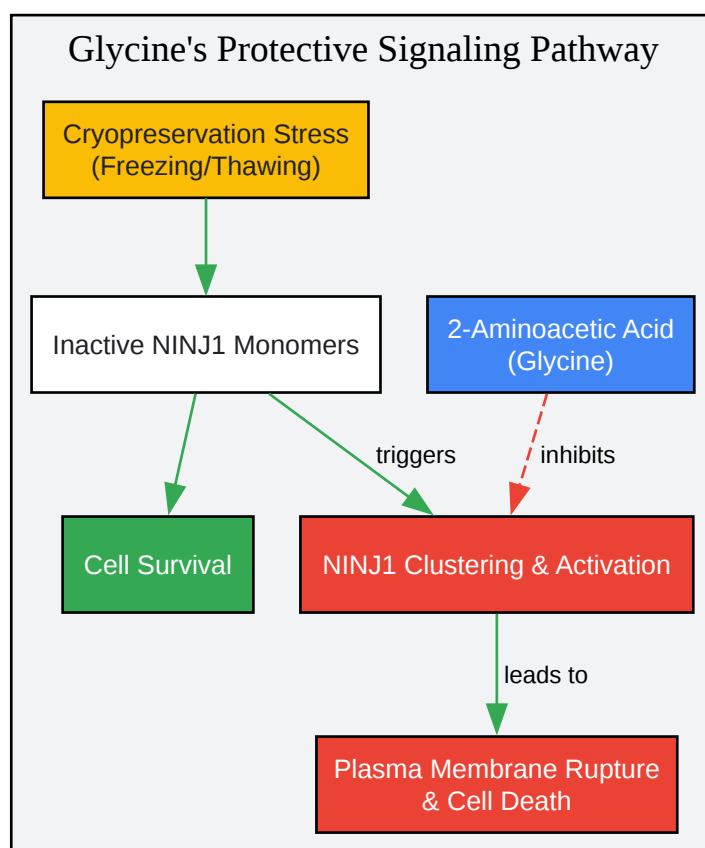 Glycine's Protective Signaling Pathway
Cryopreservation Stress
(Freezing/Thawing)
Inactive NINJ1 Monomers
2-Aminoacetic Acid
(Glycine)
triggers
inhibits
Cell Survival
NINJ1 Clustering & Activation
leads to
Plasma Membrane Rupture
& Cell Death